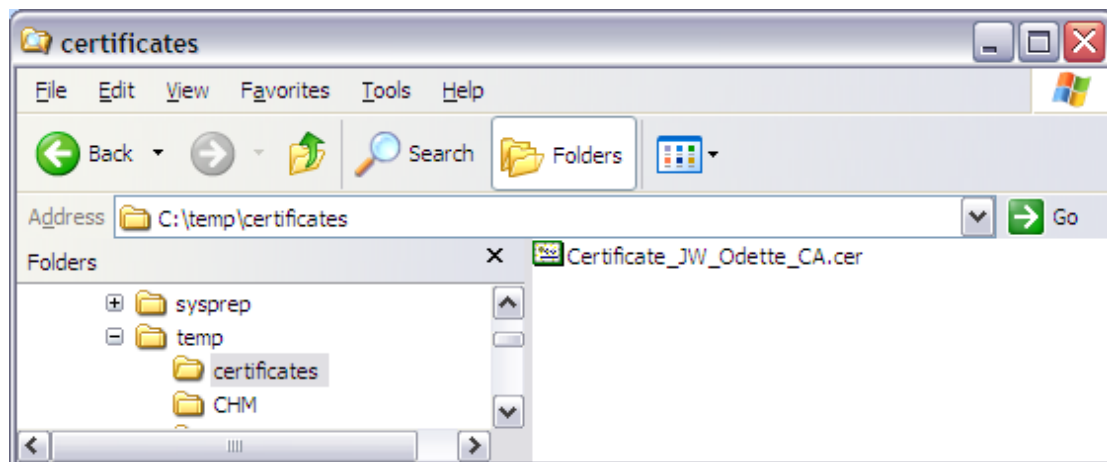 certificates
File Edit View Favorites Tools Help
Back Search Folders
Address C:\temp\certificates Go
Folders
Certificate_JW_Odette_CA.cer
sysprep
temp
certificates
CHM